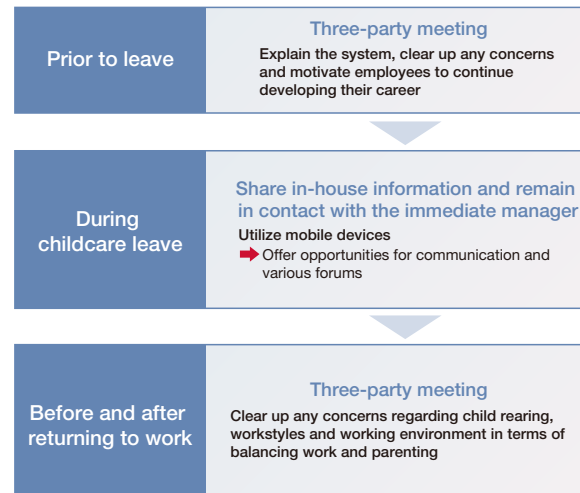 Prior to leave
Three-party meeting
Explain the system, clear up any concerns
and motivate employees to continue
developing their career
During
childcare leave
Share in-house information and remain
in contact with the immediate manager
Utilize mobile devices
Offer opportunities for communication and
various forums
Before and after
returning to work
Three-party meeting
Clear up any concerns regarding child rearing,
workstyles and working environment in terms of
balancing work and parenting